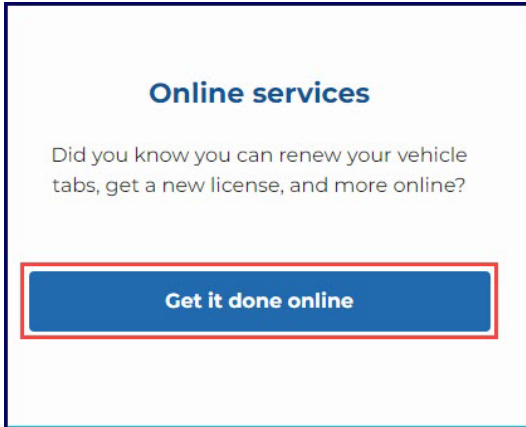 Online services
Did you know you can renew your vehicle
tabs, get a new license, and more online?
Get it done online